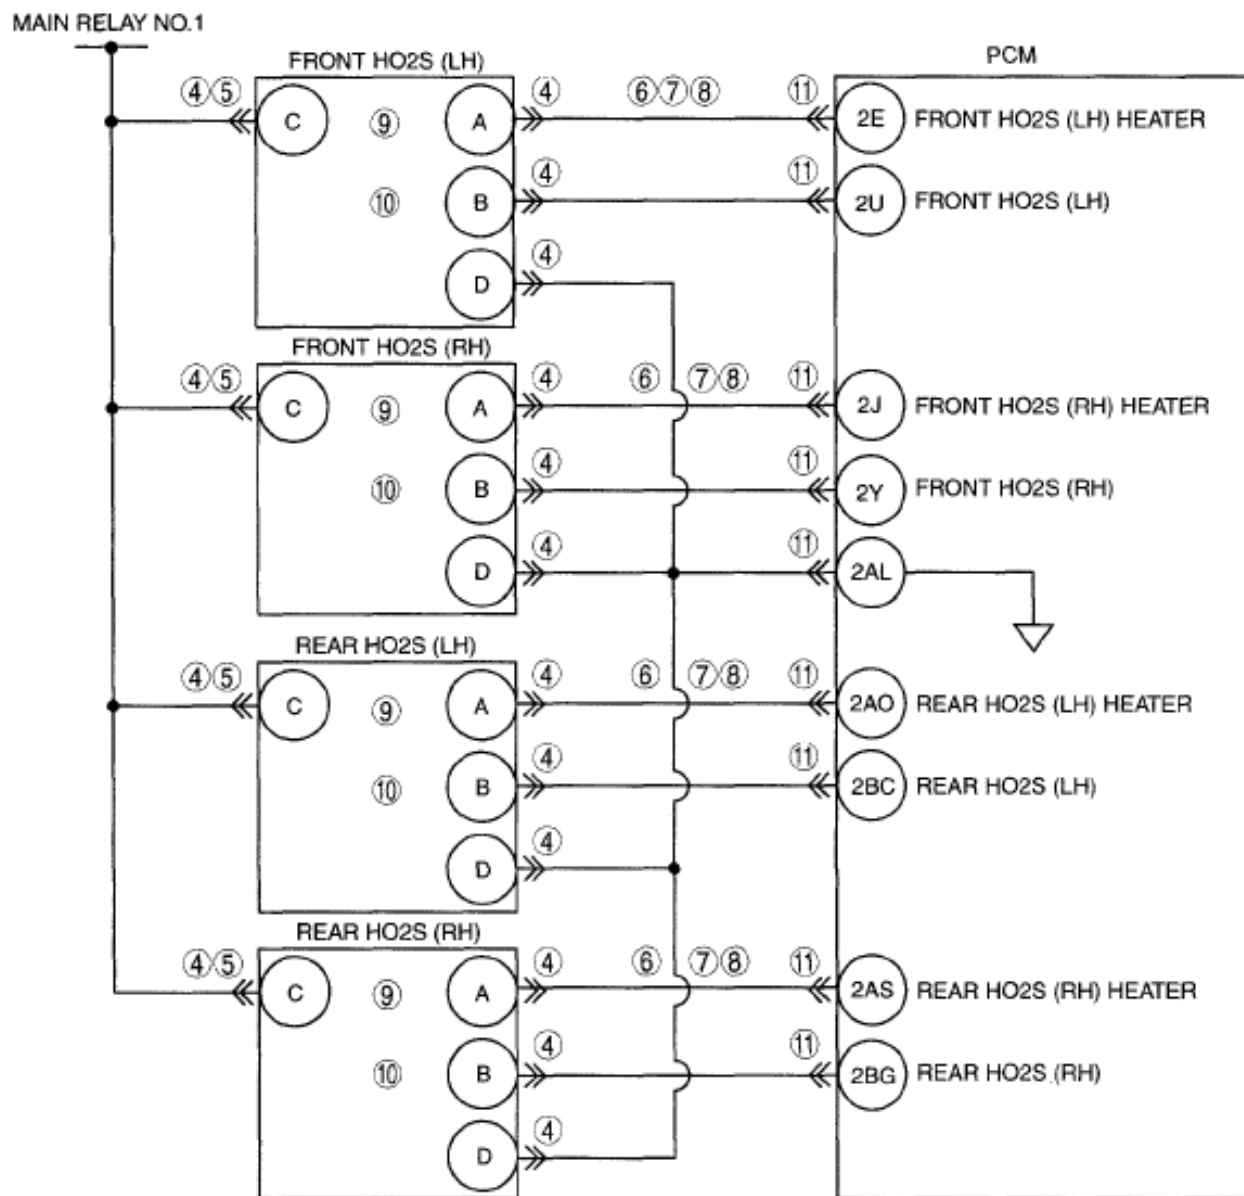 MAIN RELAY NO.1
FRONT HO2S (LH)
PCM
④⑤
C
⑨
A
④
⑥⑦⑧
⑪
2E
FRONT HO2S (LH) HEATER
⑩
B
④
⑪
2U
FRONT HO2S (LH)
D
④
FRONT HO2S (RH)
④⑤
C
⑨
A
④
⑥
⑦⑧
⑪
2J
FRONT HO2S (RH) HEATER
⑩
B
④
⑪
2Y
FRONT HO2S (RH)
D
④
⑪
2AL
REAR HO2S (LH)
④⑤
C
⑨
A
④
⑥
⑦⑧
⑪
2AO
REAR HO2S (LH) HEATER
⑩
B
④
⑪
2BC
REAR HO2S (LH)
D
④
REAR HO2S (RH)
④⑤
C
⑨
A
④
⑥
⑦⑧
⑪
2AS
REAR HO2S (RH) HEATER
⑩
B
④
⑪
2BG
REAR HO2S (RH)
D
④